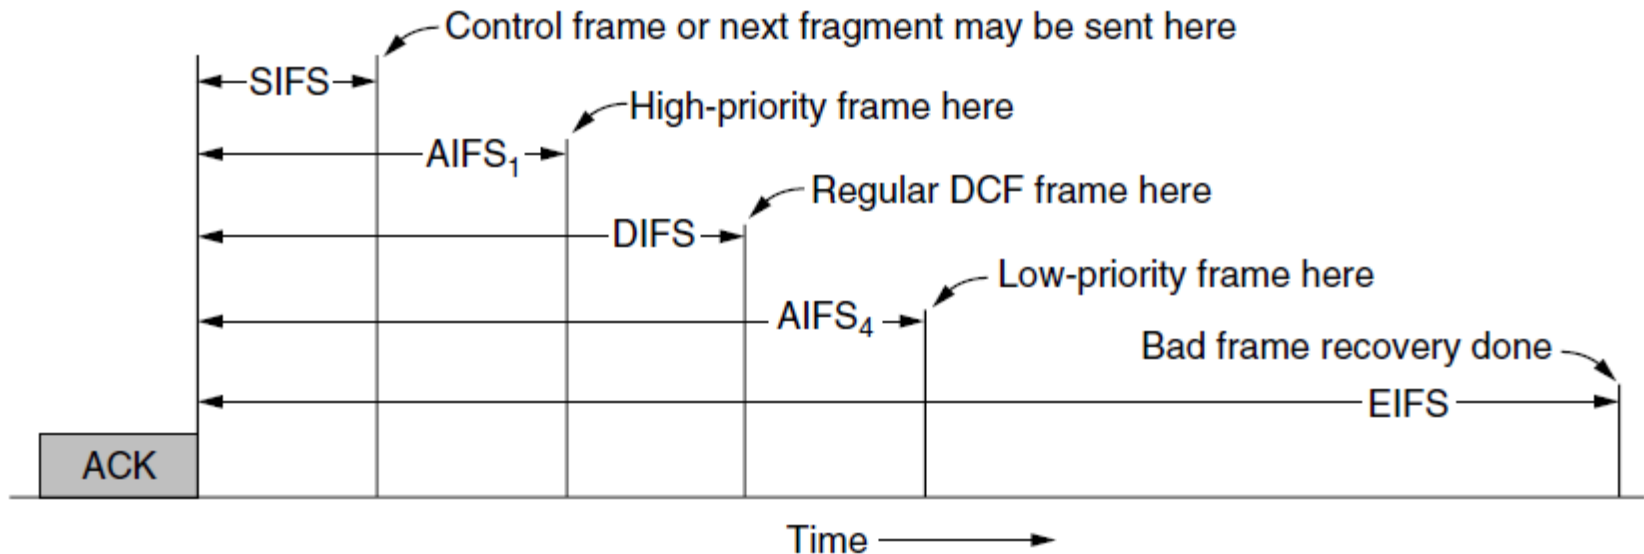 Control frame or next fragment may be sent here
SIFS
High-priority frame here
AIFS₁
Regular DCF frame here
DIFS
Low-priority frame here
AIFS₄
Bad frame recovery done
EIFS
ACK
Time